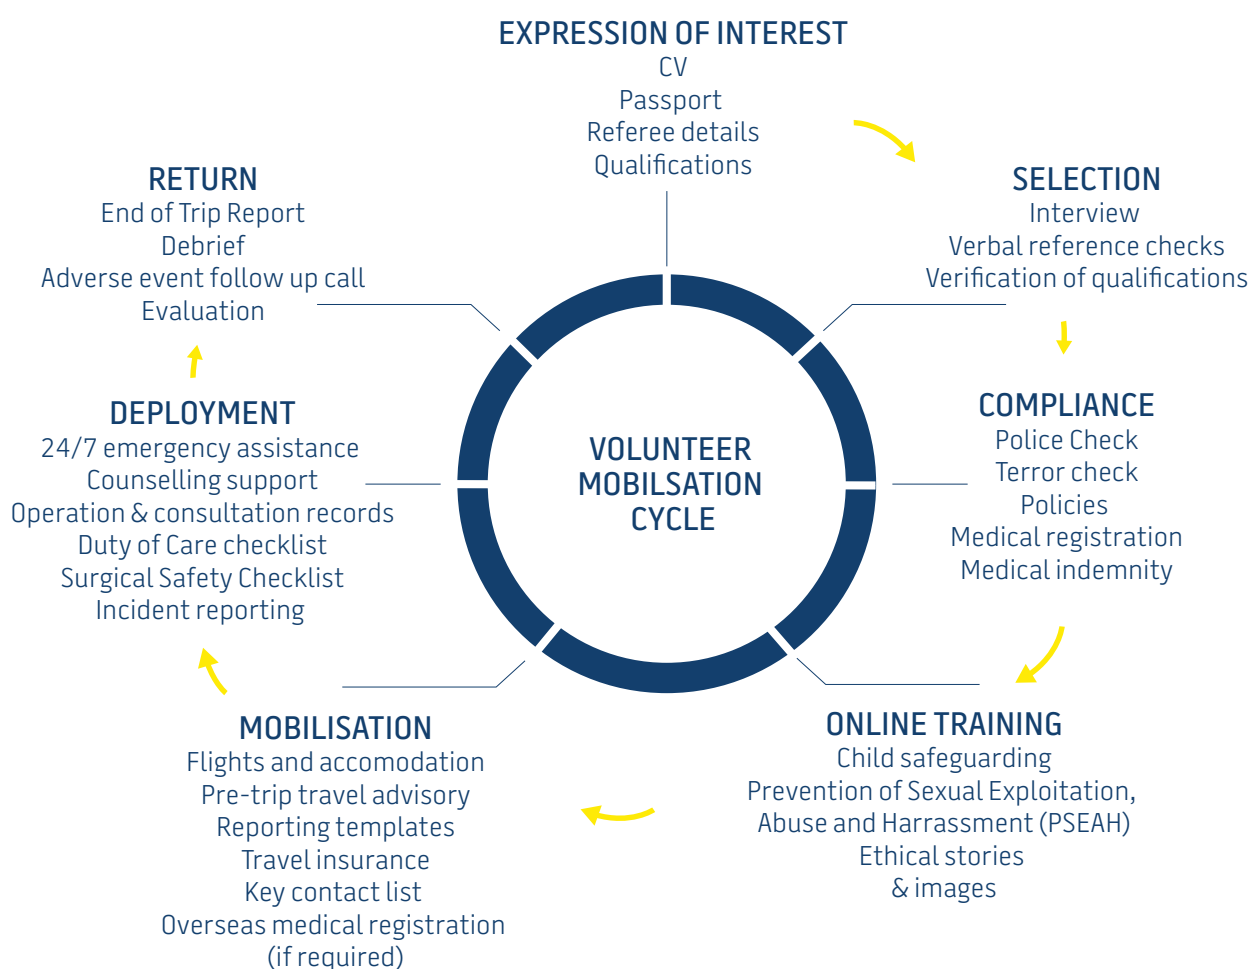 EXPRESSION OF INTEREST
CV
Passport
Referee details
Qualifications
SELECTION
Interview
Verbal reference checks
Verification of qualifications
COMPLIANCE
Police Check
Terror check
Policies
Medical registration
Medical indemnity
ONLINE TRAINING
Child safeguarding
Prevention of Sexual Exploitation,
Abuse and Harrassment (PSEAH)
Ethical stories
& images
MOBILISATION
Flights and accomodation
Pre-trip travel advisory
Reporting templates
Travel insurance
Key contact list
Overseas medical registration
(if required)
DEPLOYMENT
24/7 emergency assistance
Counselling support
Operation & consultation records
Duty of Care checklist
Surgical Safety Checklist
Incident reporting
RETURN
End of Trip Report
Debrief
Adverse event follow up call
Evaluation
VOLUNTEER
MOBILSATION
CYCLE